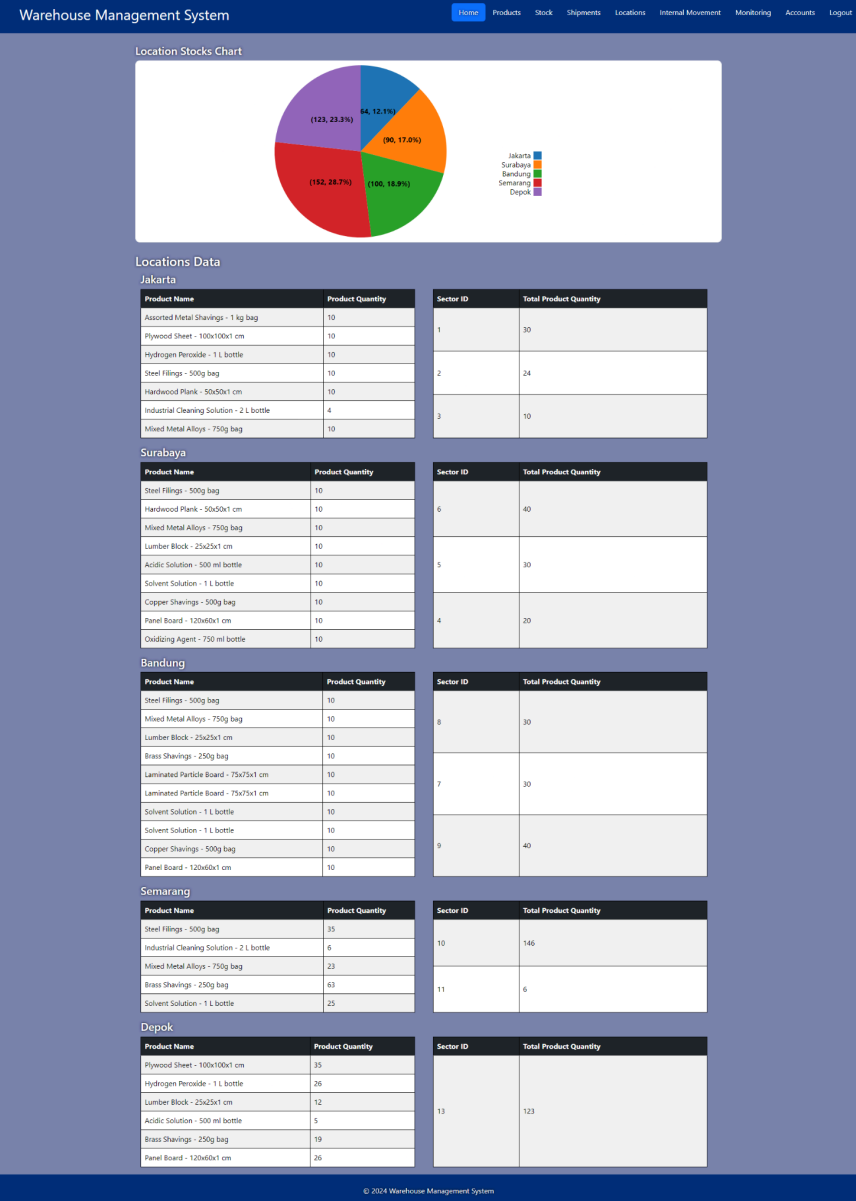 Warehouse Management System
Home Products Stock Shipments Locations Internal Movement Monitoring Accounts Logout
Location Stocks Chart
(123, 23.3%)
64, 12.1%)
(90, 17.0%)
(152, 28.7%)
(100, 18.9%)
Jakarta
Surabaya
Bandung
Semarang
Depok
Locations Data
Jakarta
Product Name Product Quantity
Assorted Metal Shavings - 1 kg bag 10
Plywood Sheet - 100x100x1 cm 10
Hydrogen Peroxide - 1 L bottle 10
Steel Filings - 500g bag 10
Hardwood Plank - 50x50x1 cm 10
Industrial Cleaning Solution - 2 L bottle 4
Mixed Metal Alloys - 750g bag 10
Sector ID Total Product Quantity
1 30
2 24
3 10
Surabaya
Product Name Product Quantity
Steel Filings - 500g bag 10
Hardwood Plank - 50x50x1 cm 10
Mixed Metal Alloys - 750g bag 10
Lumber Block - 25x25x1 cm 10
Acidic Solution - 500 ml bottle 10
Solvent Solution - 1 L bottle 10
Copper Shavings - 500g bag 10
Panel Board - 120x60x1 cm 10
Oxidizing Agent - 750 ml bottle 10
Sector ID Total Product Quantity
6 40
5 30
4 20
Bandung
Product Name Product Quantity
Steel Filings - 500g bag 10
Mixed Metal Alloys - 750g bag 10
Lumber Block - 25x25x1 cm 10
Brass Shavings - 250g bag 10
Laminated Particle Board - 75x75x1 cm 10
Laminated Particle Board - 75x75x1 cm 10
Solvent Solution - 1 L bottle 10
Solvent Solution - 1 L bottle 10
Copper Shavings - 500g bag 10
Panel Board - 120x60x1 cm 10
Sector ID Total Product Quantity
8 30
7 30
9 40
Semarang
Product Name Product Quantity
Steel Filings - 500g bag 35
Industrial Cleaning Solution - 2 L bottle 6
Mixed Metal Alloys - 750g bag 23
Brass Shavings - 250g bag 63
Solvent Solution - 1 L bottle 25
Sector ID Total Product Quantity
10 146
11 6
Depok
Product Name Product Quantity
Plywood Sheet - 100x100x1 cm 35
Hydrogen Peroxide - 1 L bottle 26
Lumber Block - 25x25x1 cm 12
Acidic Solution - 500 ml bottle 5
Brass Shavings - 250g bag 19
Panel Board - 120x60x1 cm 26
Sector ID Total Product Quantity
13 123
© 2024 Warehouse Management System